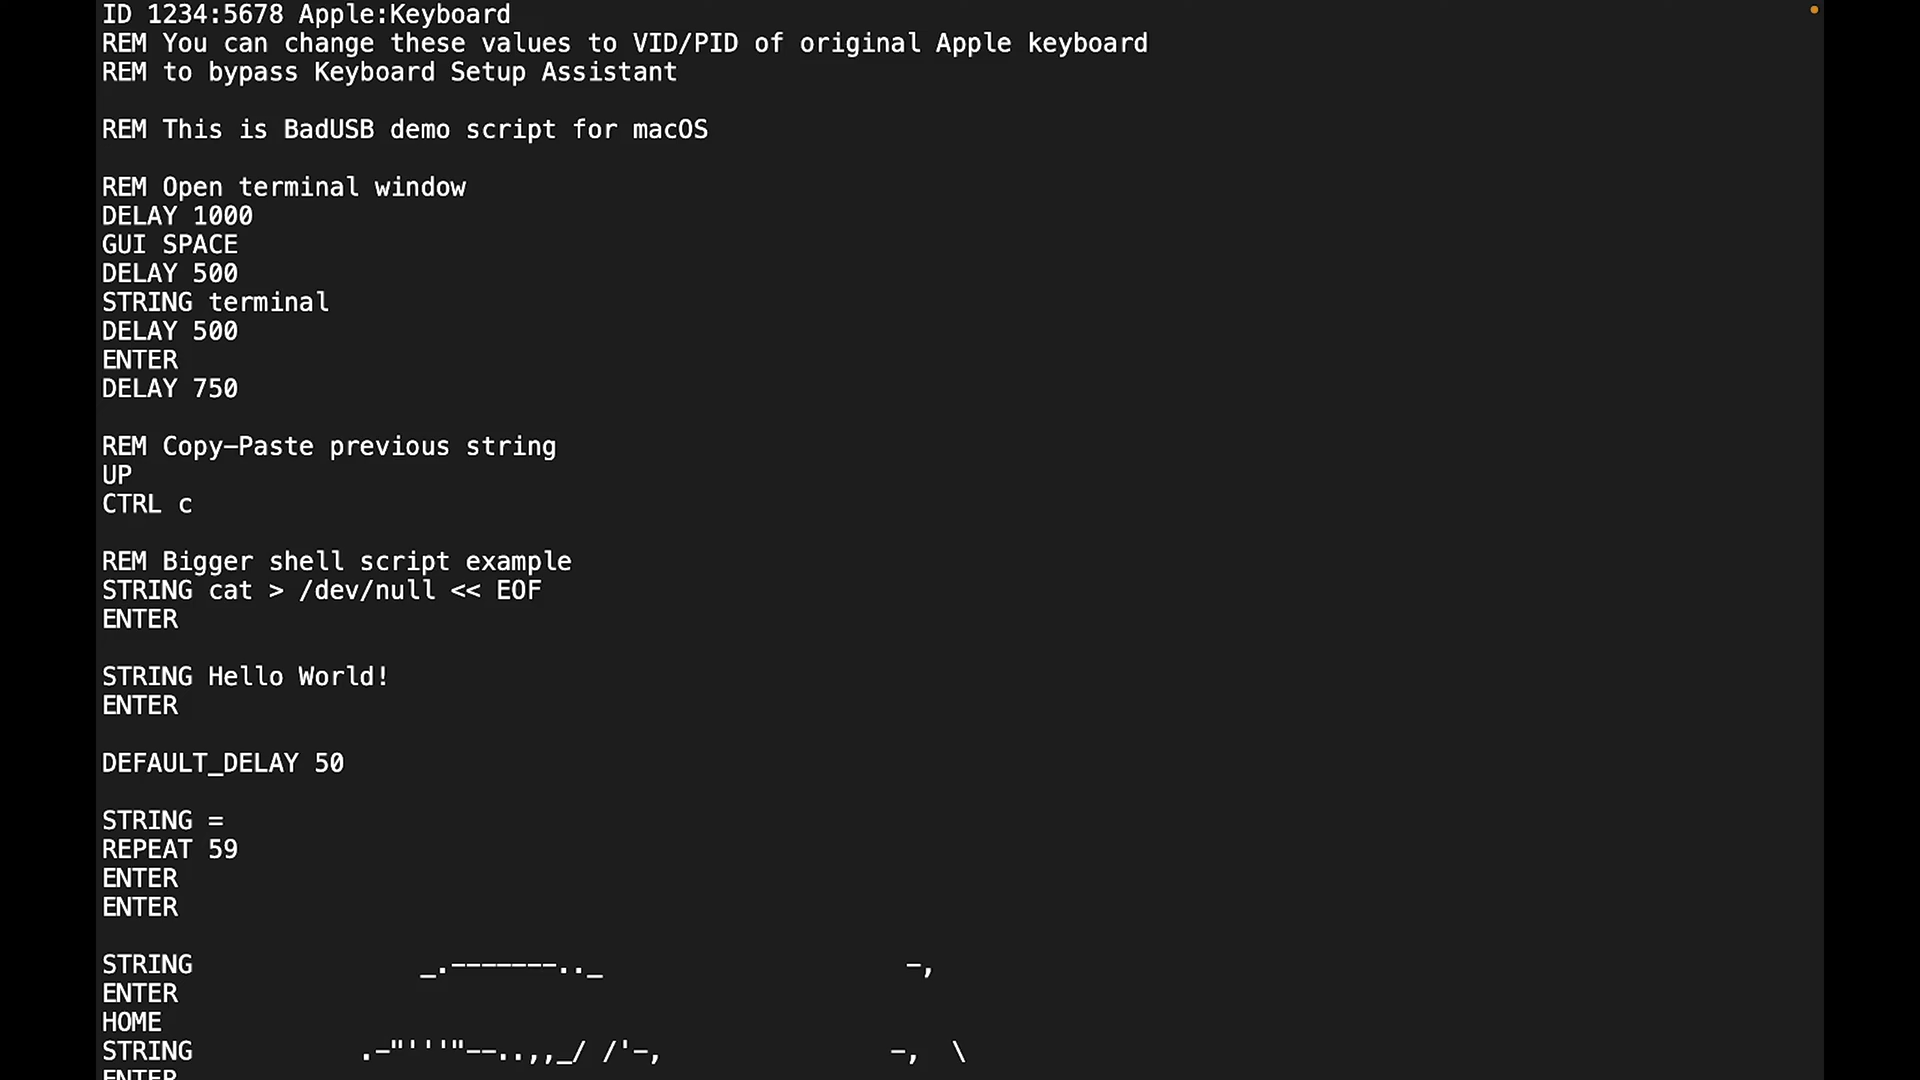 ID 1234:5678 Apple:Keyboard
REM You can change these values to VID/PID of original Apple keyboard
REM to bypass Keyboard Setup Assistant
REM This is BadUSB demo script for macOS
REM Open terminal window
DELAY 1000
GUI SPACE
DELAY 500
STRING terminal
DELAY 500
ENTER
DELAY 750
REM Copy-Paste previous string
UP
CTRL c
REM Bigger shell script example
STRING cat > /dev/null << EOF
ENTER
STRING Hello World!
ENTER
DEFAULT_DELAY 50
STRING =
REPEAT 59
ENTER
ENTER
STRING               _.-------.._                    -,
ENTER
HOME
STRING           .-"'''"--..,,_/ /'-,               -,  \
ENTER